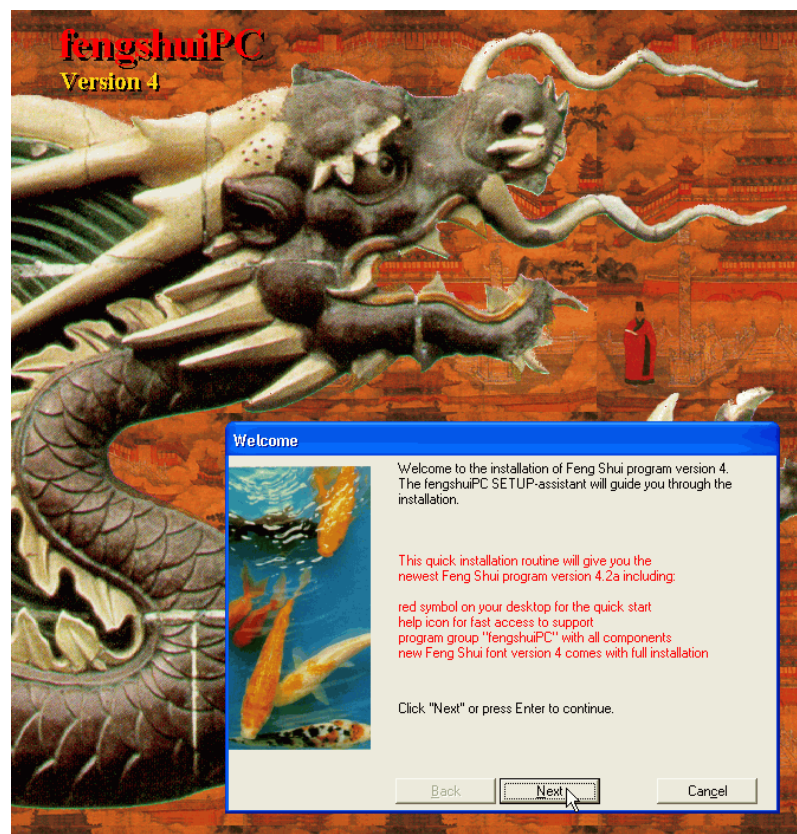 fengshuiPC
Version 4
Welcome
Welcome to the installation of Feng Shui program version 4.
The fengshuiPC SETUP-assistant will guide you through the
installation.
This quick installation routine will give you the
newest Feng Shui program version 4.2a including:
red symbol on your desktop for the quick start
help icon for fast access to support
program group "fengshuiPC" with all components
new Feng Shui font version 4 comes with full installation
Click "Next" or press Enter to continue.
Back
Next
Cancel